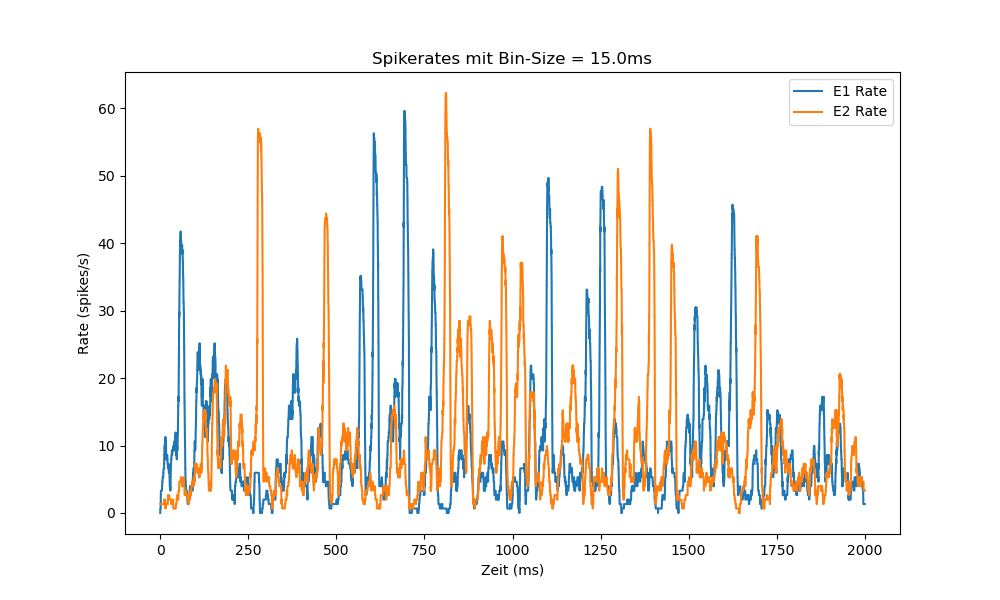 Spikerates mit Bin-Size = 15.0ms
E1 Rate
E2 Rate
60
50
40
30
20
10
0
Rate (spikes/s)
0 250 500 750 1000 1250 1500 1750 2000
Zeit (ms)